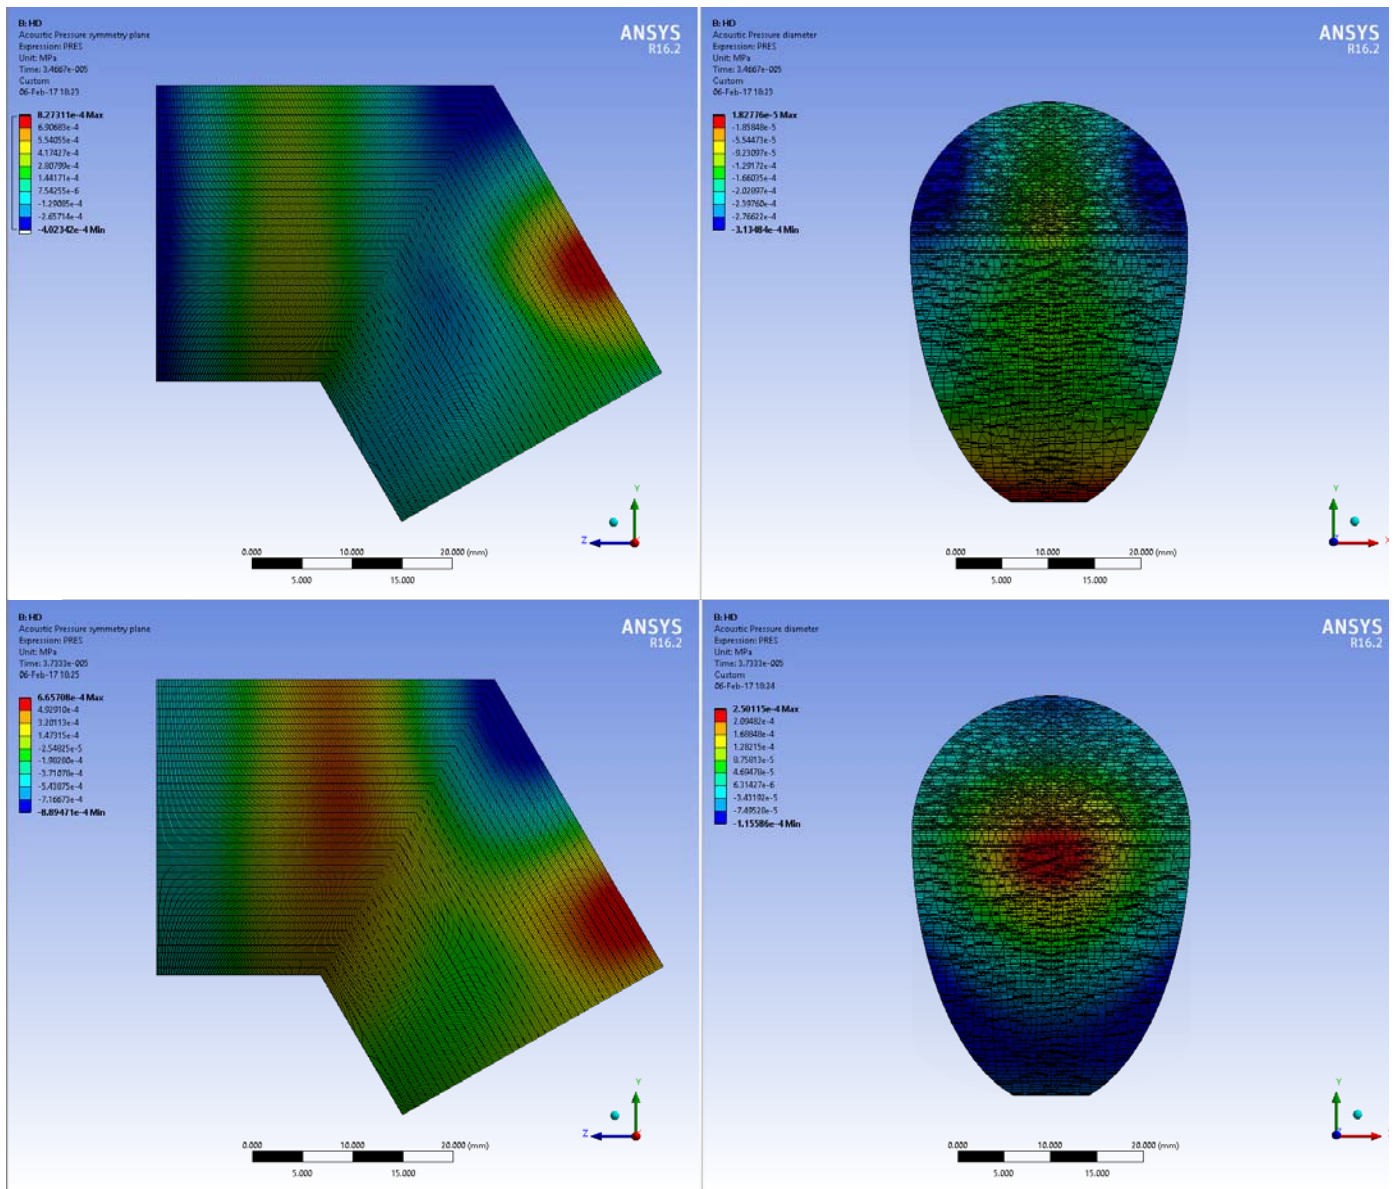 B: HD
Acoustic Pressure symmetry plane
Expression: PRES
Unit: MPa
Time: 3.4667e-005
Custom
06-Feb-17 18:23
8.27311e-4 Max
6.90683e-4
5.54055e-4
4.17427e-4
2.80799e-4
1.44171e-4
7.54255e-6
-1.29085e-4
-2.65714e-4
-4.02342e-4 Min
ANSYS
R16.2
Y
Z
0.000 10.000 20.000 (mm)
5.000 15.000
B: HD
Acoustic Pressure diameter
Expression: PRES
Unit: MPa
Time: 3.4667e-005
Custom
06-Feb-17 18:23
1.82776e-5 Max
-1.85848e-5
-5.54473e-5
-9.23097e-5
-1.29172e-4
-1.66035e-4
-2.02897e-4
-2.39760e-4
-2.76622e-4
-3.13484e-4 Min
ANSYS
R16.2
Y
X
0.000 10.000 20.000 (mm)
5.000 15.000
B: HD
Acoustic Pressure symmetry plane
Expression: PRES
Unit: MPa
Time: 3.7333e-005
06-Feb-17 18:25
6.65708e-4 Max
4.92910e-4
3.20113e-4
1.47315e-4
-2.54825e-5
-1.98280e-4
-3.71078e-4
-5.43875e-4
-7.16673e-4
-8.89471e-4 Min
ANSYS
R16.2
Y
Z
0.000 10.000 20.000 (mm)
5.000 15.000
B: HD
Acoustic Pressure diameter
Expression: PRES
Unit: MPa
Time: 3.7333e-005
Custom
06-Feb-17 18:24
2.50115e-4 Max
2.09482e-4
1.68848e-4
1.28215e-4
8.75813e-5
4.69478e-5
6.31427e-6
-3.43192e-5
-7.49528e-5
-1.15586e-4 Min
ANSYS
R16.2
Y
0.000 10.000 20.000 (mm)
5.000 15.000